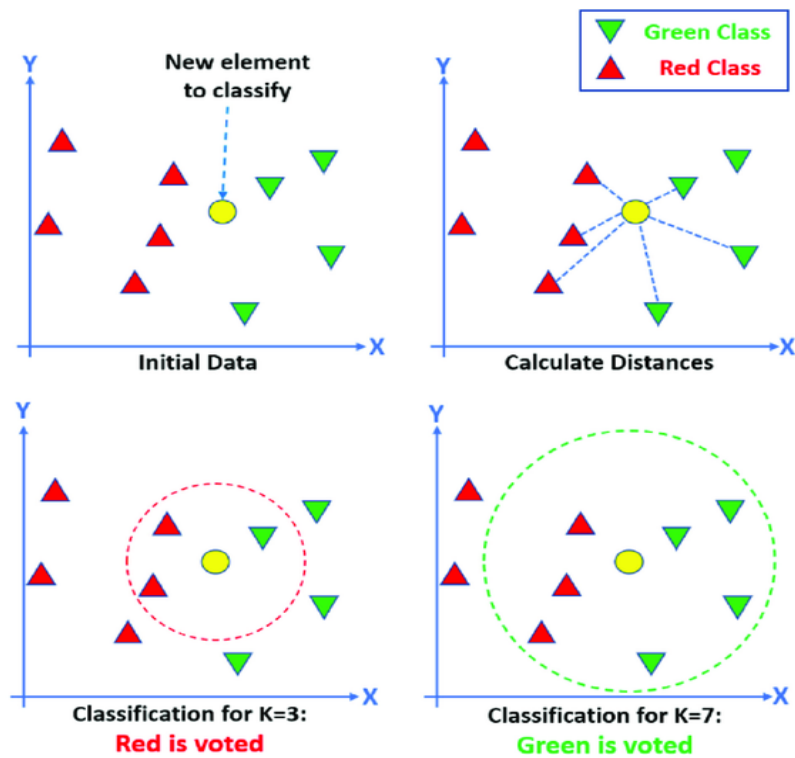 Green Class
Red Class
Y
New element
to classify
X
Initial Data
Y
X
Calculate Distances
Y
X
Classification for K=3:
Red is voted
Y
X
Classification for K=7:
Green is voted